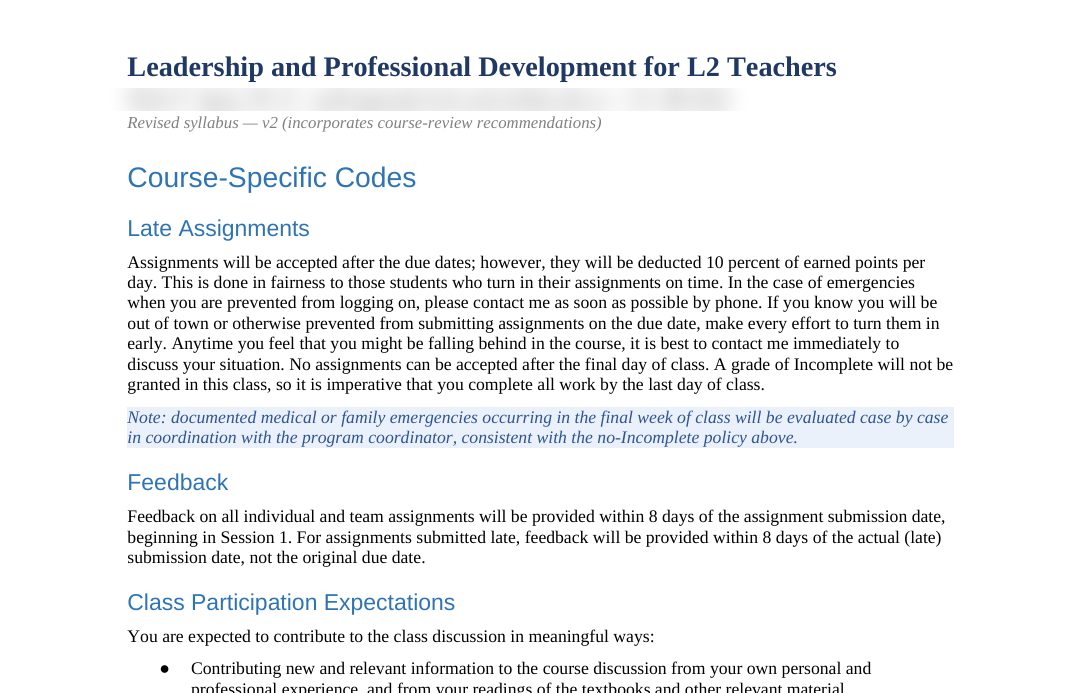 Leadership and Professional Development for L2 Teachers
Revised syllabus — v2 (incorporates course-review recommendations)
Course-Specific Codes
Late Assignments
Assignments will be accepted after the due dates; however, they will be deducted 10 percent of earned points per
day. This is done in fairness to those students who turn in their assignments on time. In the case of emergencies
when you are prevented from logging on, please contact me as soon as possible by phone. If you know you will be
out of town or otherwise prevented from submitting assignments on the due date, make every effort to turn them in
early. Anytime you feel that you might be falling behind in the course, it is best to contact me immediately to
discuss your situation. No assignments can be accepted after the final day of class. A grade of Incomplete will not be
granted in this class, so it is imperative that you complete all work by the last day of class.
Note: documented medical or family emergencies occurring in the final week of class will be evaluated case by case
in coordination with the program coordinator, consistent with the no-Incomplete policy above.
Feedback
Feedback on all individual and team assignments will be provided within 8 days of the assignment submission date,
beginning in Session 1. For assignments submitted late, feedback will be provided within 8 days of the actual (late)
submission date, not the original due date.
Class Participation Expectations
You are expected to contribute to the class discussion in meaningful ways:
● Contributing new and relevant information to the course discussion from your own personal and
professional experience, and from your readings of the textbooks and other relevant material